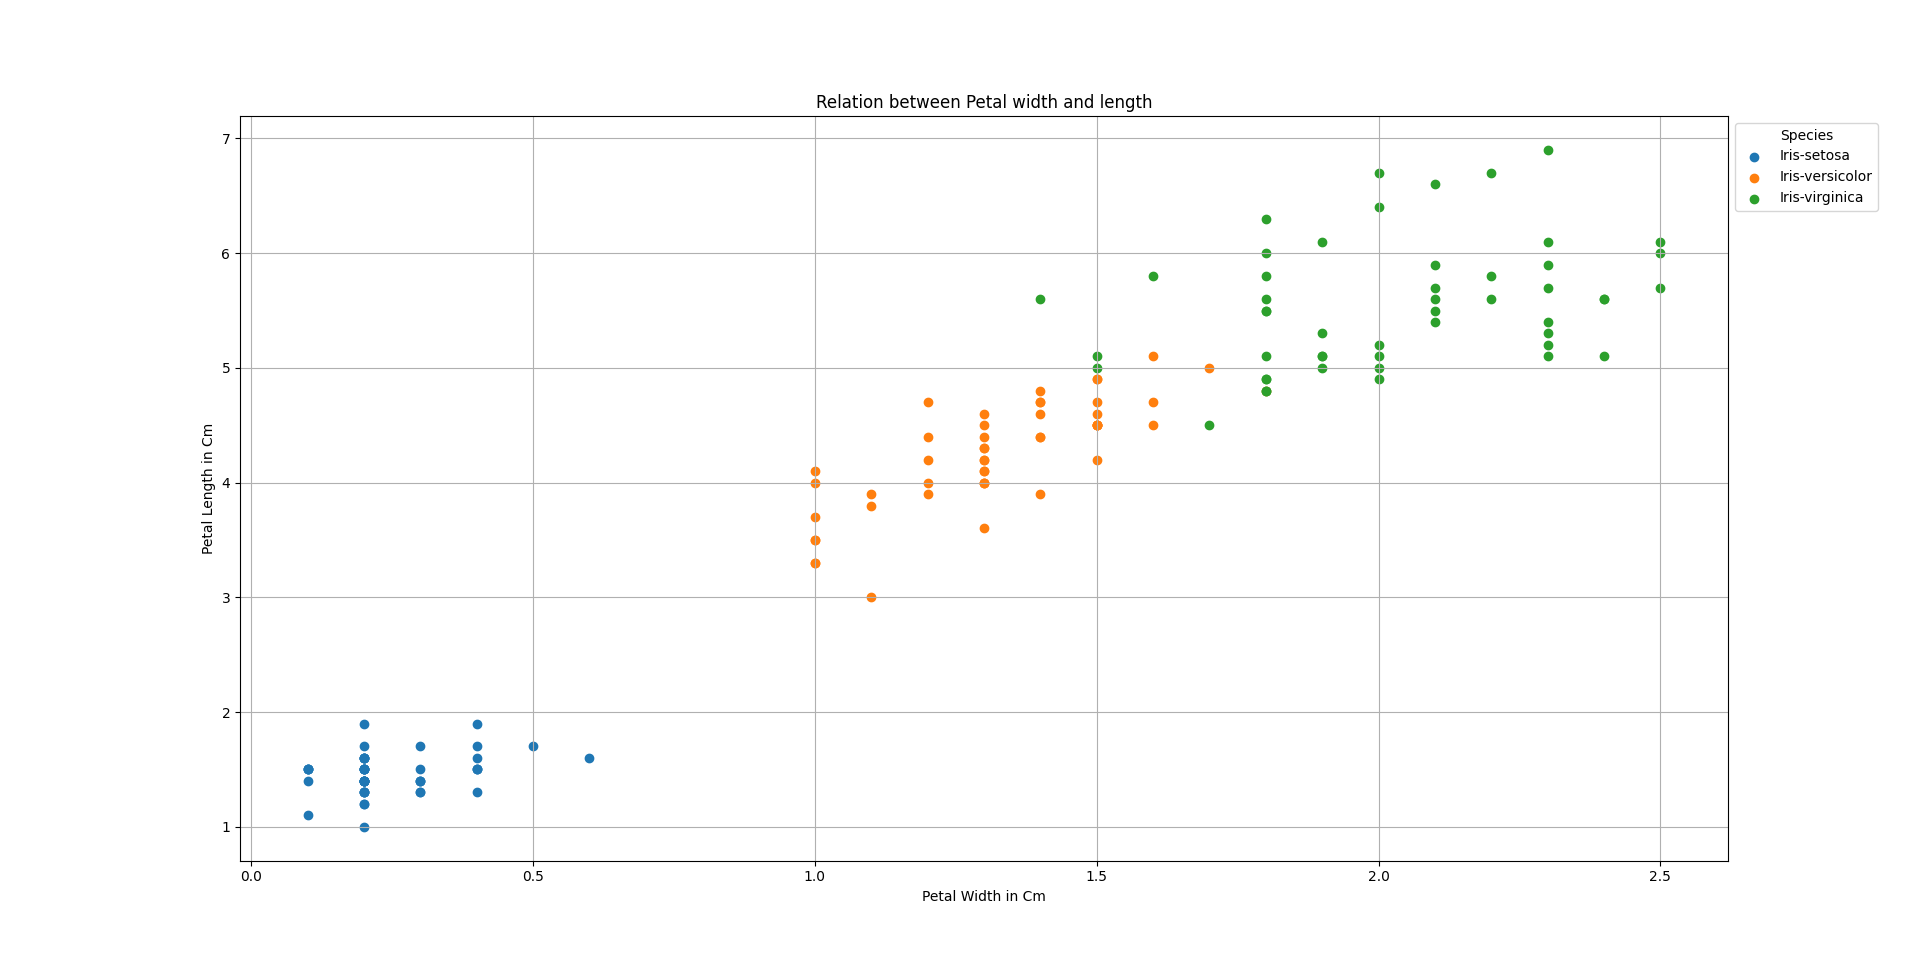 Relation between Petal width and length
Species
Iris-setosa
Iris-versicolor
Iris-virginica
Petal Length in Cm
7
6
5
4
3
2
1
0.0 0.5 1.0 1.5 2.0 2.5
Petal Width in Cm